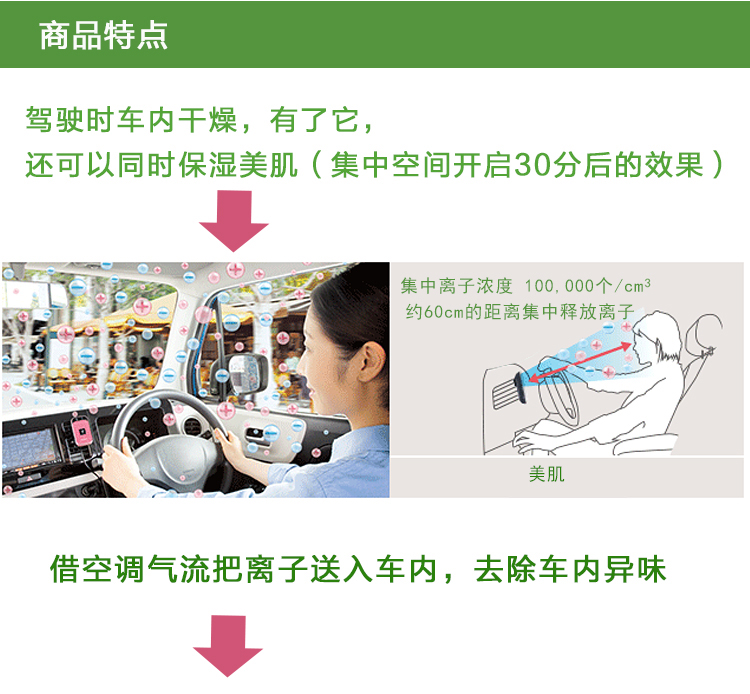 商品特点
驾驶时车内干燥，有了它，
还可以同时保湿美肌（集中空间开启30分后的效果）
集中离子浓度 100,000个/cm³
约60cm的距离集中释放离子
美肌
借空调气流把离子送入车内，去除车内异味